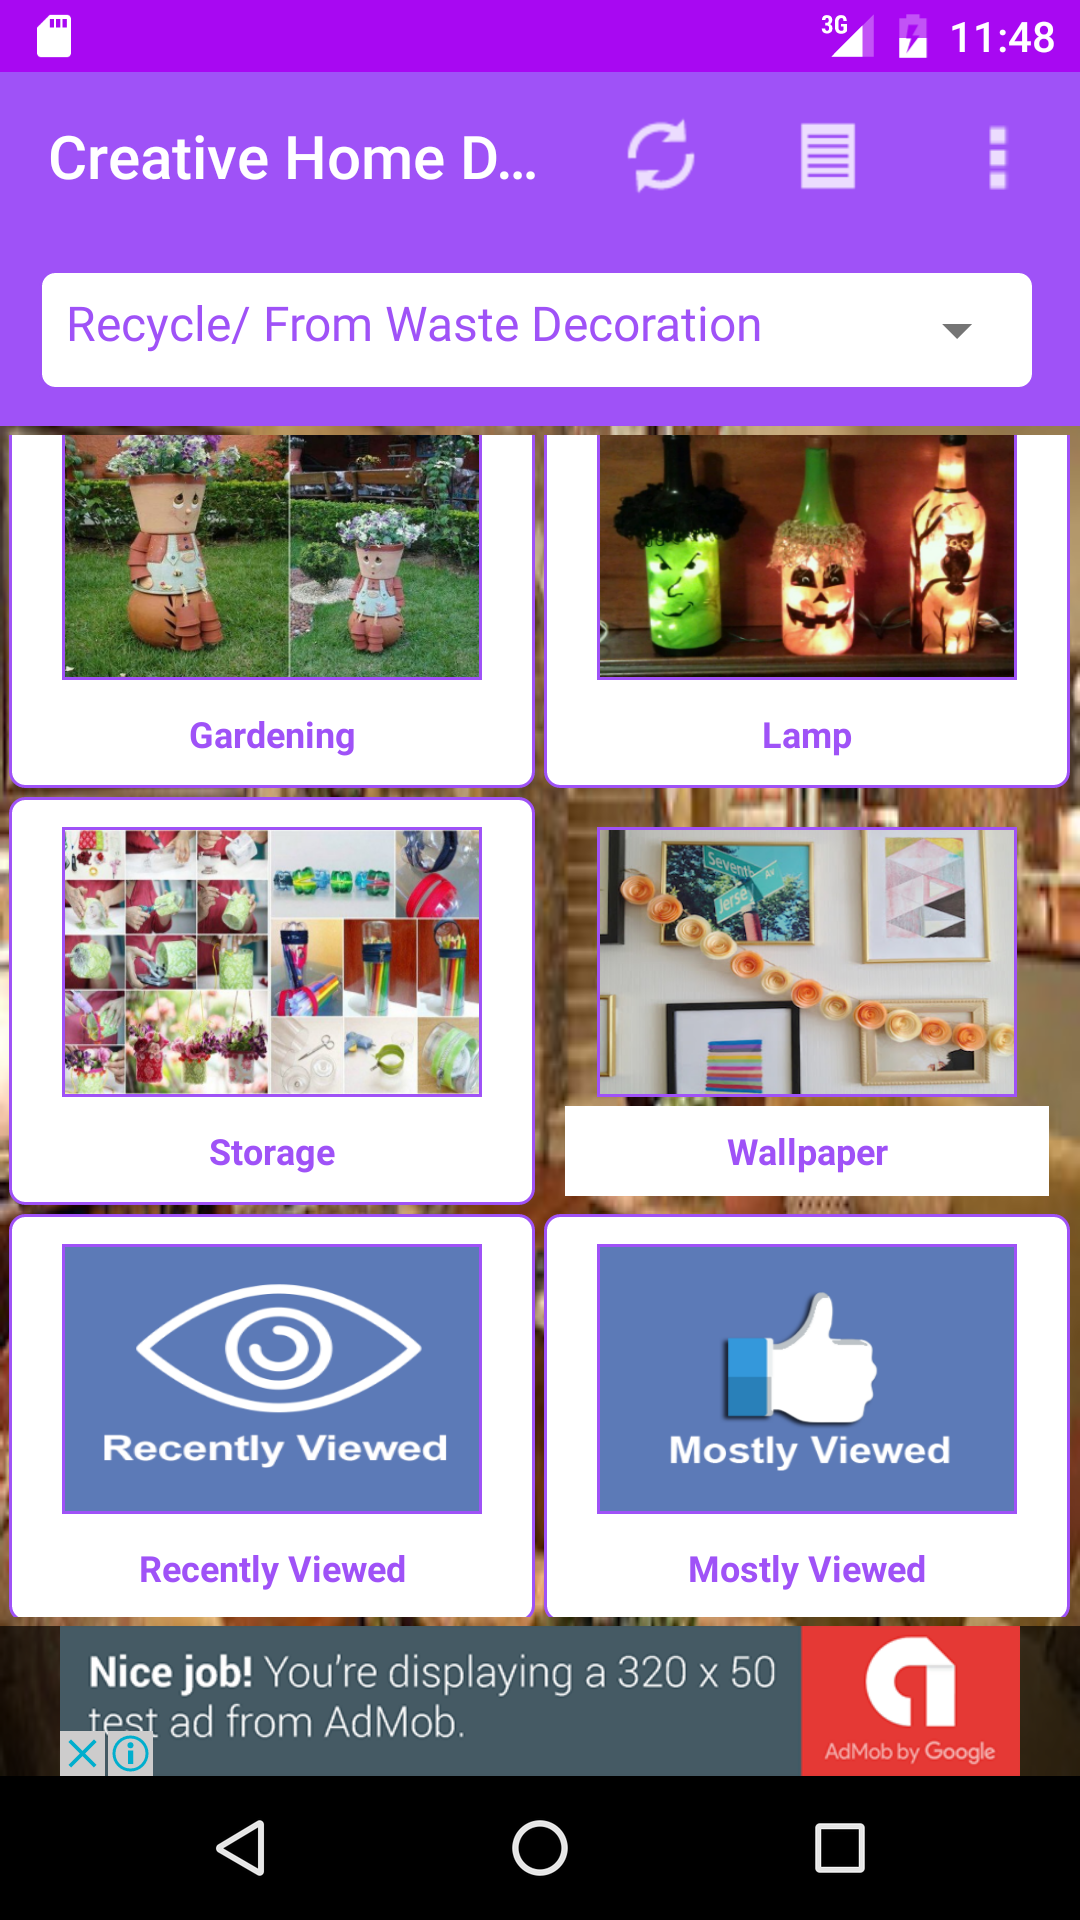 3G 11:48
Creative Home D...
Recycle/ From Waste Decoration
Gardening
Lamp
Seventh Av
Jerse
Storage
Wallpaper
Recently Viewed
Mostly Viewed
Recently Viewed
Mostly Viewed
Nice job! You're displaying a 320 x 50
test ad from AdMob.
AdMob by Google